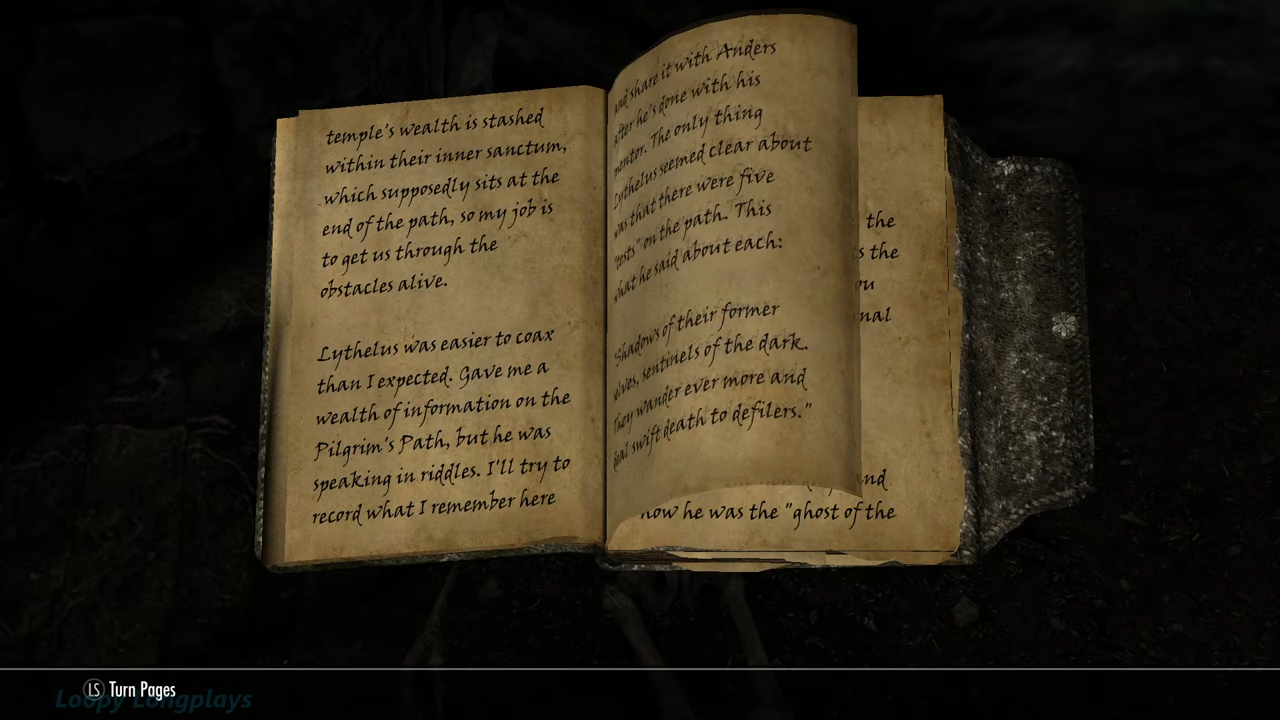 temple's wealth is stashed
within their inner sanctum,
which supposedly sits at the
end of the path, so my job is
to get us through the
obstacles alive.
Lythelus was easier to coax
than I expected. Gave me a
wealth of information on the
Pilgrim's Path, but he was
speaking in riddles. I'll try to
record what I remember here
and share it with Anders
after he's done with his
mentor. The only thing
Lythelus seemed clear about
was that there were five
"tests" on the path. This
what he said about each:
"Shadows of their former
elves, sentinels of the dark.
They wander ever more and
deal swift death to defilers."
the
the
nal
and
now he was the "ghost of the
LS Turn Pages
Loopy Longplays